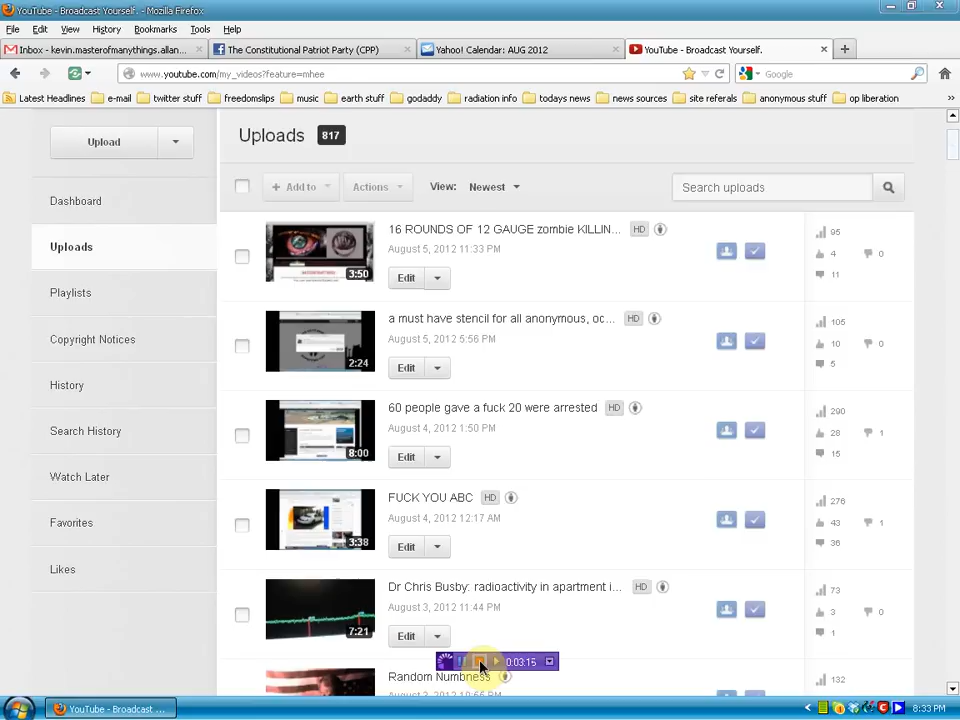 YouTube - Broadcast Yourself. - Mozilla Firefox
File Edit View History Bookmarks Tools Help
Inbox - kevin.masterofmanythings.allan... The Constitutional Patriot Party (CPP) Yahoo! Calendar: AUG 2012 YouTube - Broadcast Yourself.
www.youtube.com/my_videos?feature=mhee Google
Latest Headlines e-mail twitter stuff freedomslips music earth stuff godaddy radiation info todays news news sources site referals anonymous stuff op liberation »
Upload
Uploads 817
Add to Actions View: Newest Search uploads
Dashboard
Uploads
Playlists
Copyright Notices
History
Search History
Watch Later
Favorites
Likes
16 ROUNDS OF 12 GAUGE zombie KILLIN... HD
August 5, 2012 11:33 PM
Edit
3:50
95
4 0
11
a must have stencil for all anonymous, oc... HD
August 5, 2012 5:56 PM
Edit
2:24
105
10 0
5
60 people gave a fuck 20 were arrested HD
August 4, 2012 1:50 PM
Edit
8:00
290
28 1
15
FUCK YOU ABC HD
August 4, 2012 12:17 AM
Edit
3:38
276
43 1
36
Dr Chris Busby: radioactivity in apartment i... HD
August 3, 2012 11:44 PM
Edit
7:21
73
3 0
1
0:03:15
Random Numbness
132
YouTube - Broadcast ... 8:33 PM